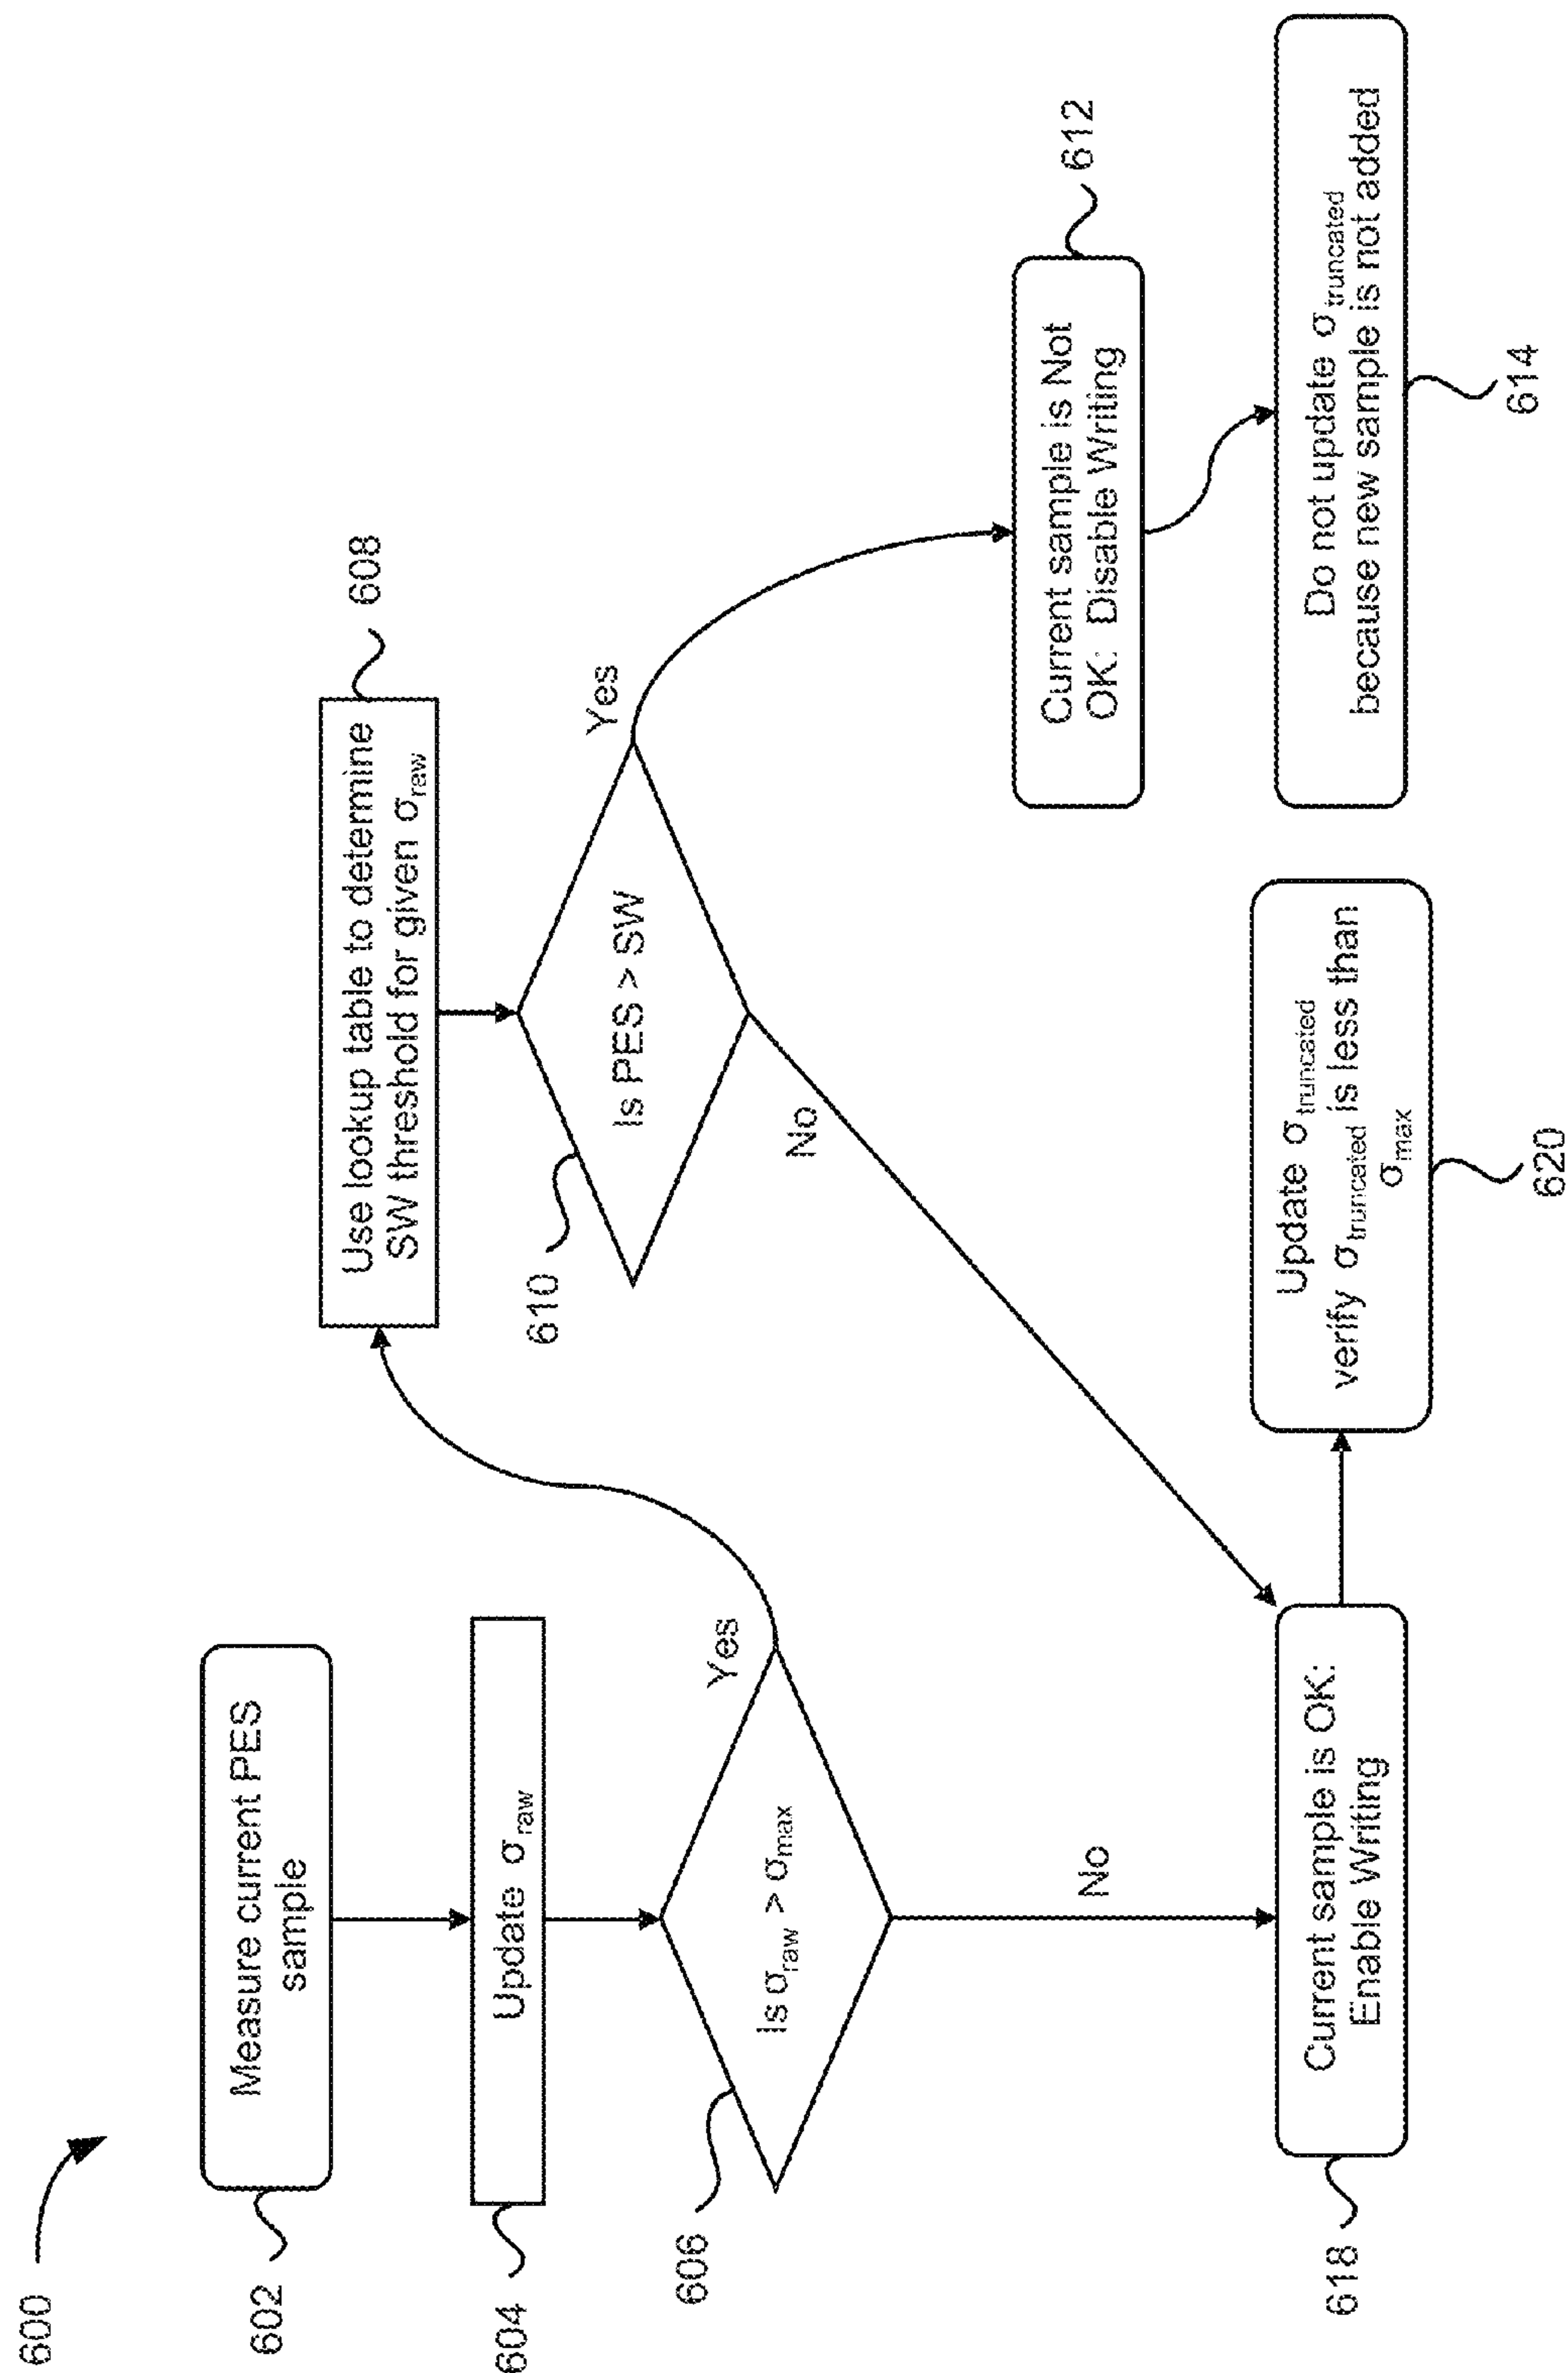 600
602
Measure current PES
sample
604
Update σraw
606
Is σraw > σmax
Yes
No
608
Use lookup table to determine
SW threshold for given σraw
610
Is PES > SW
Yes
No
612
Current sample is Not
OK: Disable Writing
Do not update σtruncated
because new sample is not added
614
618
Current sample is OK:
Enable Writing
Update σtruncated
verify σtruncated is less than
σmax
620